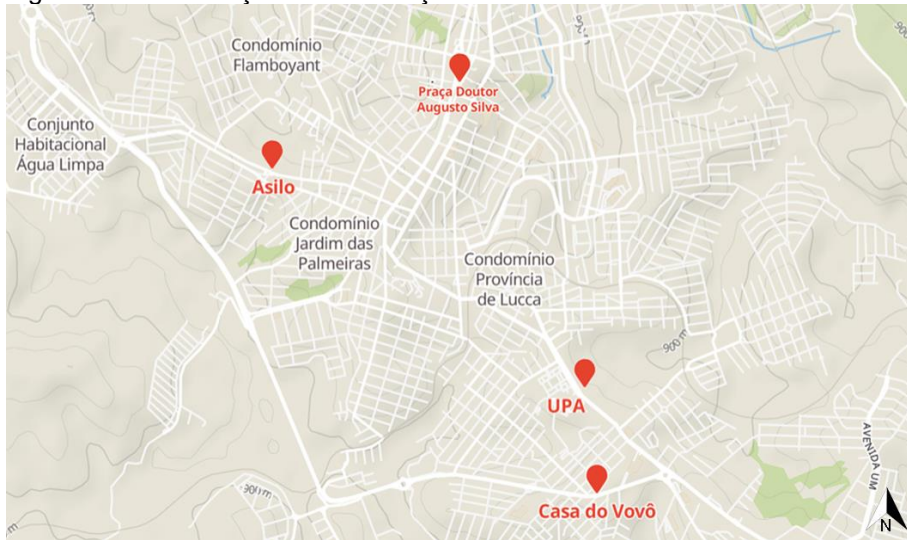 Condomínio
Flamboyant
Praça Doutor
Augusto Silva
Conjunto
Habitacional
Água Limpa
Asilo
Condomínio
Jardim das
Palmeiras
Condomínio
Província
de Lucca
900 m
UPA
AVENIDA UM
900 m
Casa do Vovô
N